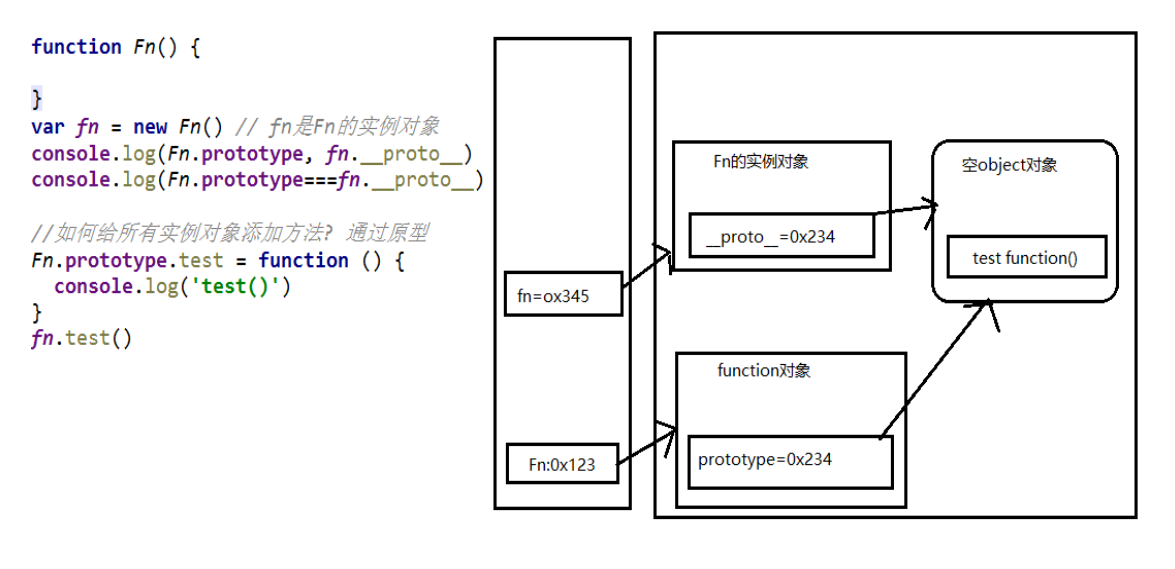 function Fn() {
}
var fn = new Fn() // fn是Fn的实例对象
console.log(Fn.prototype, fn.__proto__)
console.log(Fn.prototype===fn.__proto__)
//如何给所有实例对象添加方法? 通过原型
Fn.prototype.test = function () {
console.log('test()')
}
fn.test()
fn=ox345
Fn:0x123
Fn的实例对象
__proto__=0x234
function对象
prototype=0x234
空object对象
test function()